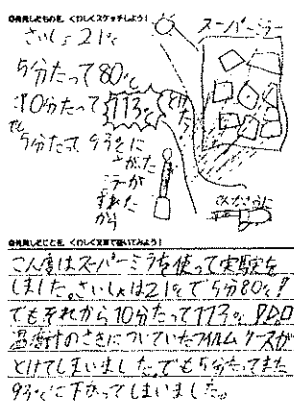 ◎発見したものを、くわしくスケッチしよう!
さいしょ21℃
5分たって80℃
10分たって
113℃
でも
5分たって、93℃に
さがった
ミラーが
ずれた
から
スーパーミラー
◎発見したことを、くわしく文章で書いてみよう!
こん度はスーパーミラーを使って実験を
しました。さいしょは21℃で5分80℃!
でもそれから10分たって113℃
温度計のさきについていたフィルムケースが
とけてしまいました。でも5分たってまた
93℃に下がってしまいました。